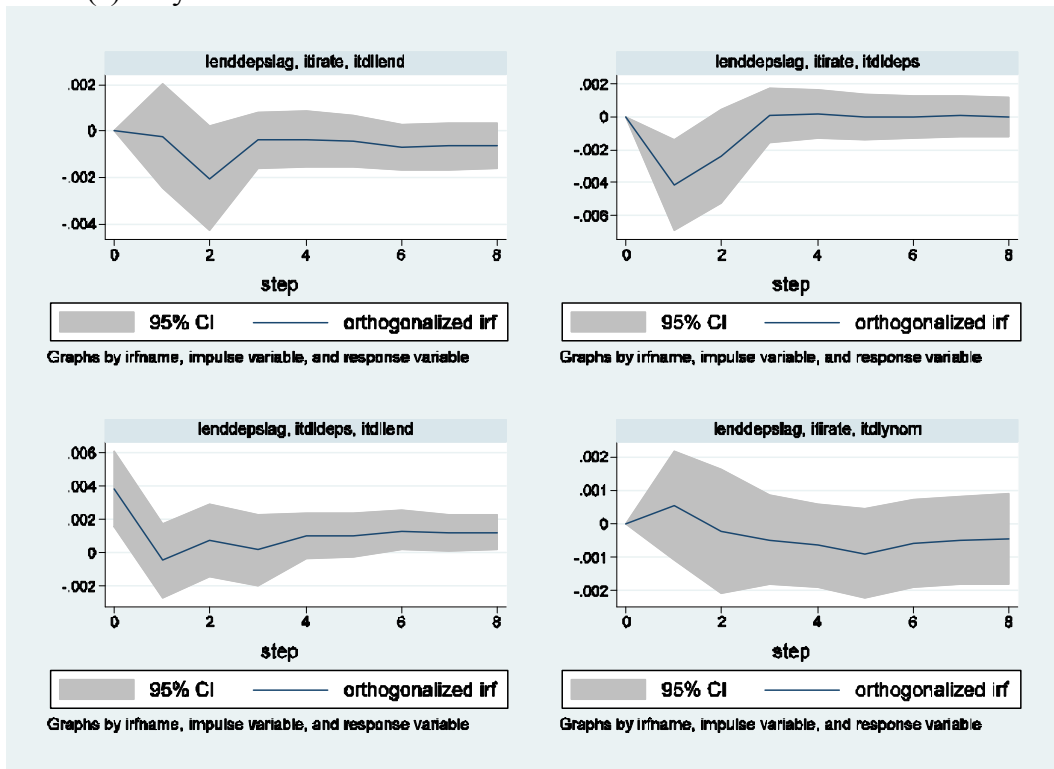 lenddepslag, itirate, itdllend
.002
0
-.002
-.004
0 2 4 6 8
step
95% CI orthogonalized irf
Graphs by irfname, impulse variable, and response variable
lenddepslag, itirate, itdldeps
.002
0
-.002
-.004
-.006
0 2 4 6 8
step
95% CI orthogonalized irf
Graphs by irfname, impulse variable, and response variable
lenddepslag, itdldeps, itdllend
.006
.004
.002
0
-.002
0 2 4 6 8
step
95% CI orthogonalized irf
Graphs by irfname, impulse variable, and response variable
lenddepslag, itirate, itdlynom
.002
.001
0
-.001
-.002
0 2 4 6 8
step
95% CI orthogonalized irf
Graphs by irfname, impulse variable, and response variable